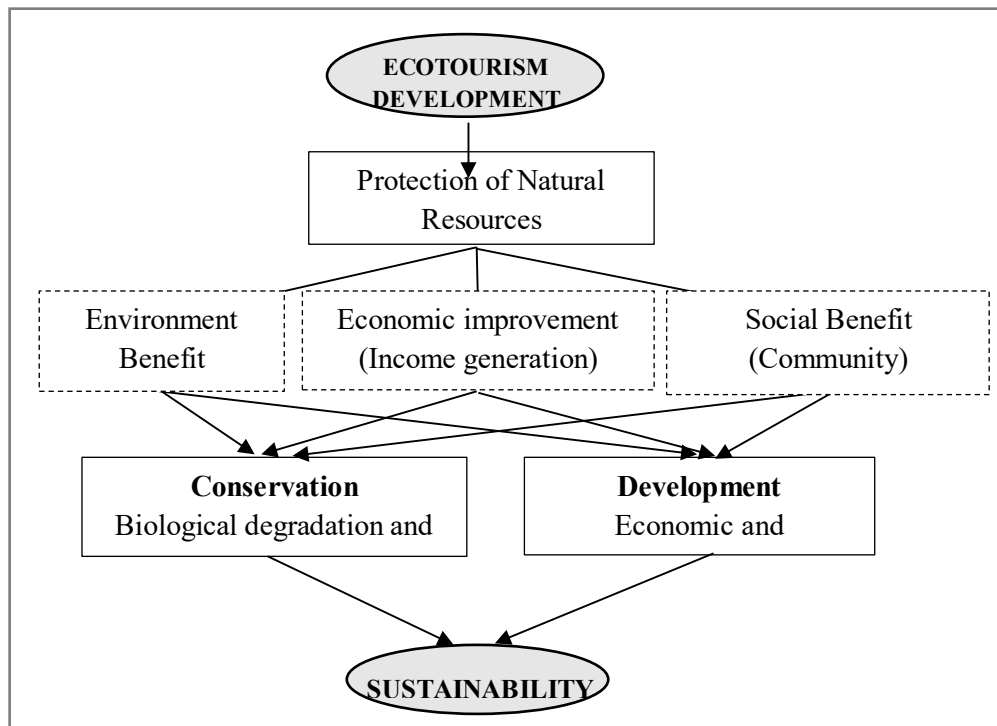 ECOTOURISM
DEVELOPMENT
Protection of Natural
Resources
Environment
Benefit
Economic improvement
(Income generation)
Social Benefit
(Community)
Conservation
Biological degradation and
Development
Economic and
SUSTAINABILITY